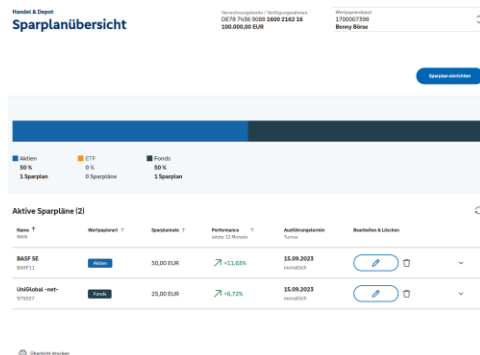 Handel & Depot
Sparplanübersicht
Verrechnungskonto / Verfügungsrahmen
DE78 7436 9088 1600 2162 16
100.000,00 EUR
Wertpapierdepot
1700007398
Benny Börse
Sparplan einrichten
Aktien
50 %
1 Sparplan
ETF
0 %
0 Sparpläne
Fonds
50 %
1 Sparplan
Aktive Sparpläne (2)
Name ↑ Wertpapierart ↑ Sparplanrate ↑ Performance ↑ Ausführungstermin Bearbeiten & Löschen
WKN letzte 12 Monate Turnus
BASF SE Aktien 50,00 EUR +11,63% 15.09.2023
BASF11 monatlich
UniGlobal -net- Fonds 25,00 EUR +6,72% 15.09.2023
975027 monatlich
Übersicht drucken